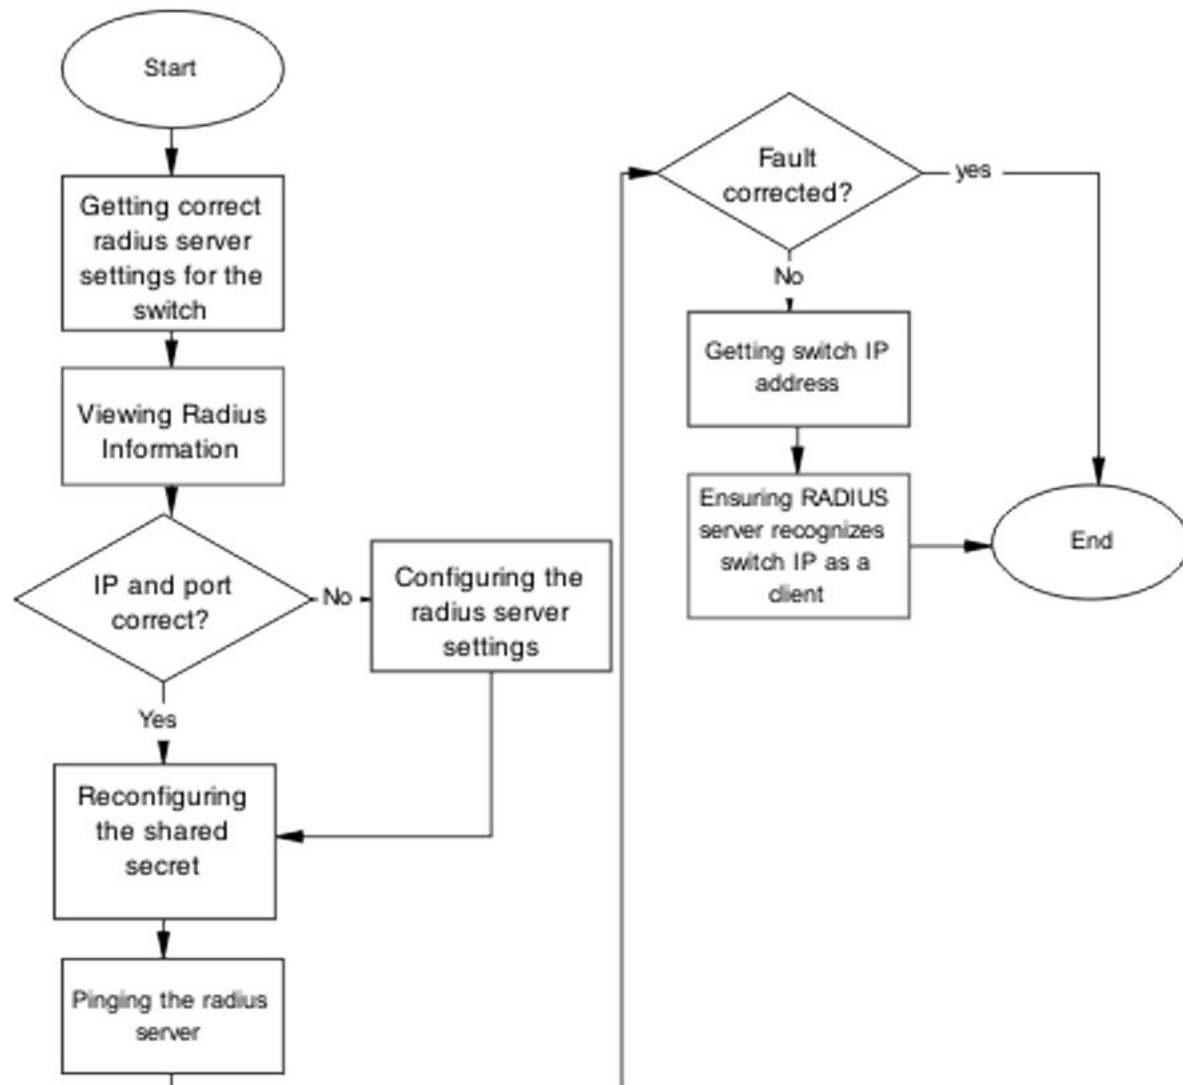 Start
Getting correct
radius server
settings for the
switch
Viewing Radius
Information
IP and port
correct?
No
Configuring the
radius server
settings
Yes
Reconfiguring
the shared
secret
Pinging the radius
server
Fault
corrected?
yes
No
Getting switch IP
address
Ensuring RADIUS
server recognizes
switch IP as a
client
End